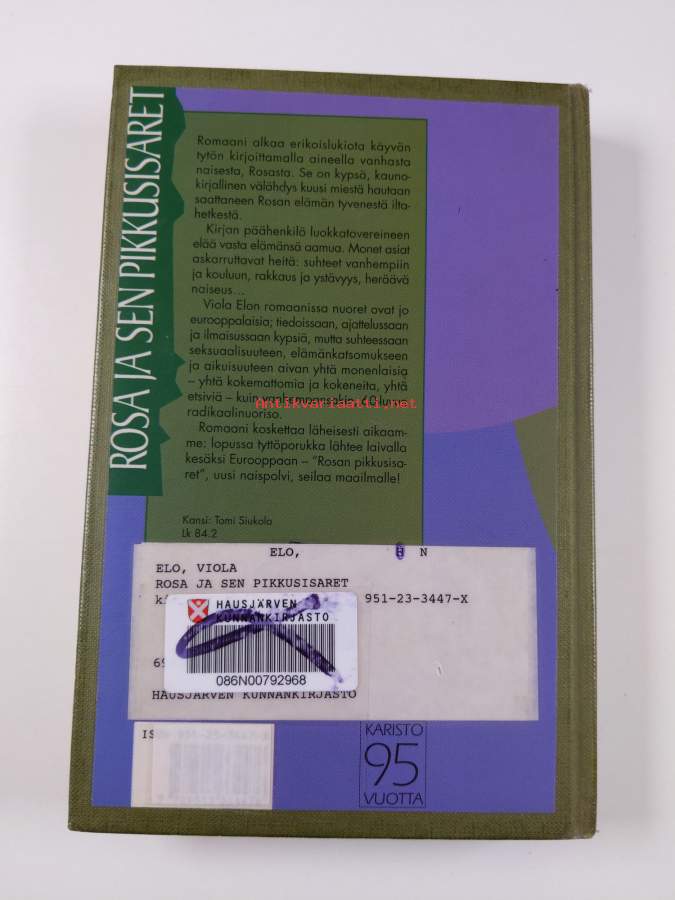 ROSA JA SEN PIKKUSISARET
Romaani alkaa erikoislukiota käyvän
tytön kirjoittamalla aineella vanhasta
naisesta, Rosasta. Se on kypsä, kauno-
kirjallinen välähdys kuusi miestä hautaan
saattaneen Rosan elämän tyvenestä ilta-
hetkestä.
Kirjan päähenkilö luokkatovereineen
elää vasta elämänsä aamua. Monet asiat
askarruttavat heitä: suhteet vanhempiin
ja kouluun, rakkaus ja ystävyys, heräävä
naiseus...
Viola Elon romaanissa nuoret ovat jo
eurooppalaisia; tiedoissaan, ajattelussaan
ja ilmaisussaan kypsiä, mutta suhteessaan
seksuaalisuuteen, elämänkatsomukseen
ja aikuisuuteen aivan yhtä monenlaisia
– yhtä kokemattomia ja kokeneita, yhtä
etsiviä – kuin vanhempansakin, 60-luvun
Antikvariaatti.net
radikaalinuoriso.
Romaani koskettaa läheisesti aikaam-
me: lopussa tyttöporukka lähtee laivalla
kesäksi Eurooppaan – "Rosan pikkusisa-
ret", uusi naispolvi, seilaa maailmalle!
Kansi: Tomi Siukola
Lk 84.2
ELO, N
ELO, VIOLA
ROSA JA SEN PIKKUSISARET
951-23-3447-X
HAUSJÄRVEN
KUNNANKIRJASTO
086N00792968
HAUSJÄRVEN KUNNANKIRJASTO
KARISTO
95
VUOTTA